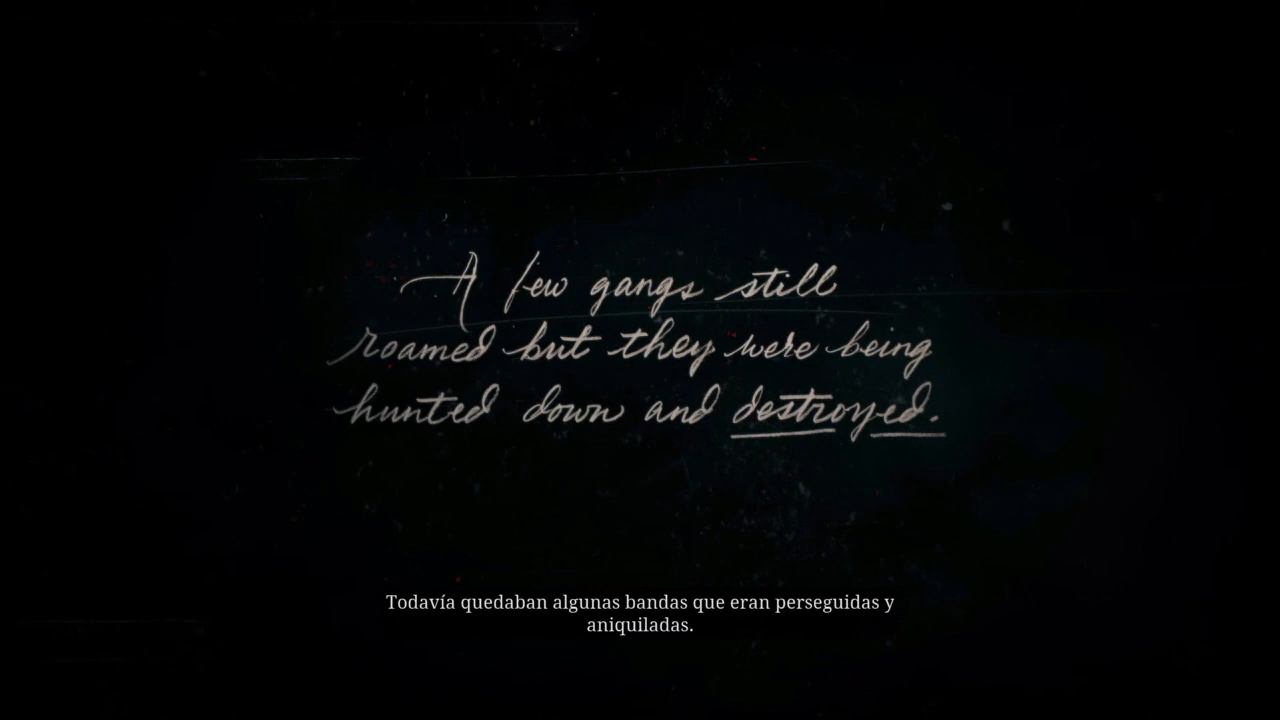 A few gangs still
roamed but they were being
hunted down and destroyed.
Todavía quedaban algunas bandas que eran perseguidas y
aniquiladas.